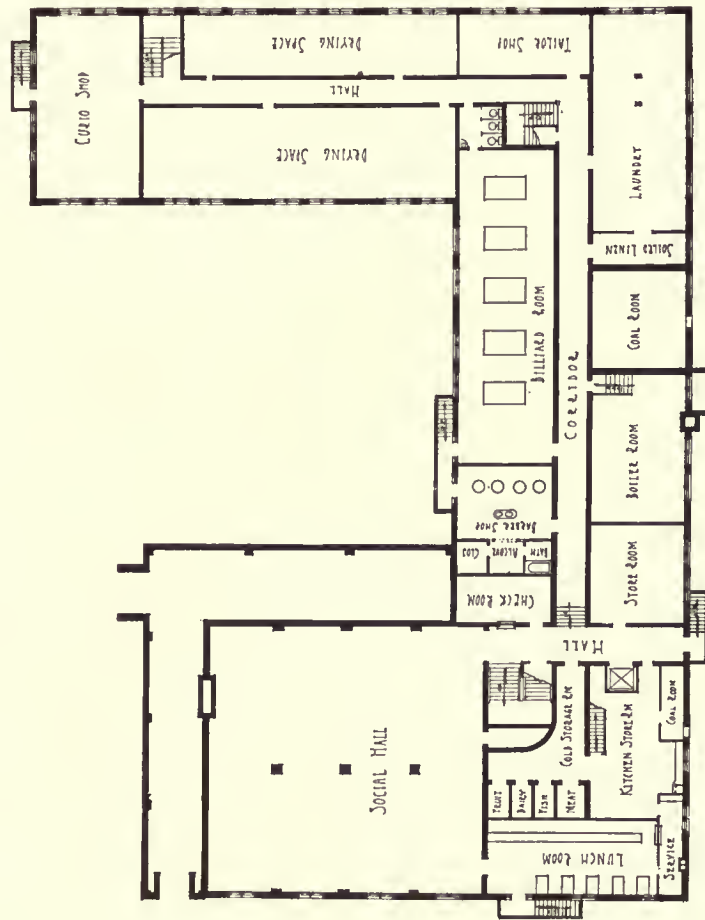 CURIO SHOP
DRYING SPACE
TAILOR SHOP
HALL
DRYING SPACE
LAUNDRY
SOILED LINEN
BILLIARD ROOM
COAL ROOM
CORRIDOR
BOILER ROOM
BARBER SHOP
CLOS
ALCOVE
BATH
STORE ROOM
CHECK ROOM
HALL
SOCIAL HALL
COLD STORAGE RM
KITCHEN STORE RM
COAL ROOM
FRUIT
DAIRY
FISH
MEAT
LUNCH ROOM
SERVICE